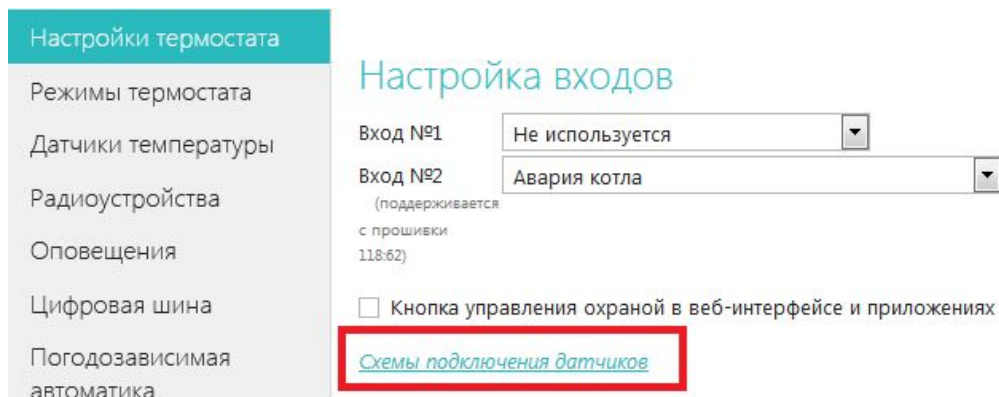 Настройки термостата
Режимы термостата
Датчики температуры
Радиоустройства
Оповещения
Цифровая шина
Погодозависимая
автоматика
Настройка входов
Вход №1 Не используется
Вход №2 Авария котла
(поддерживается
с прошивки
118:62)
Кнопка управления охраной в веб-интерфейсе и приложениях
Схемы подключения датчиков